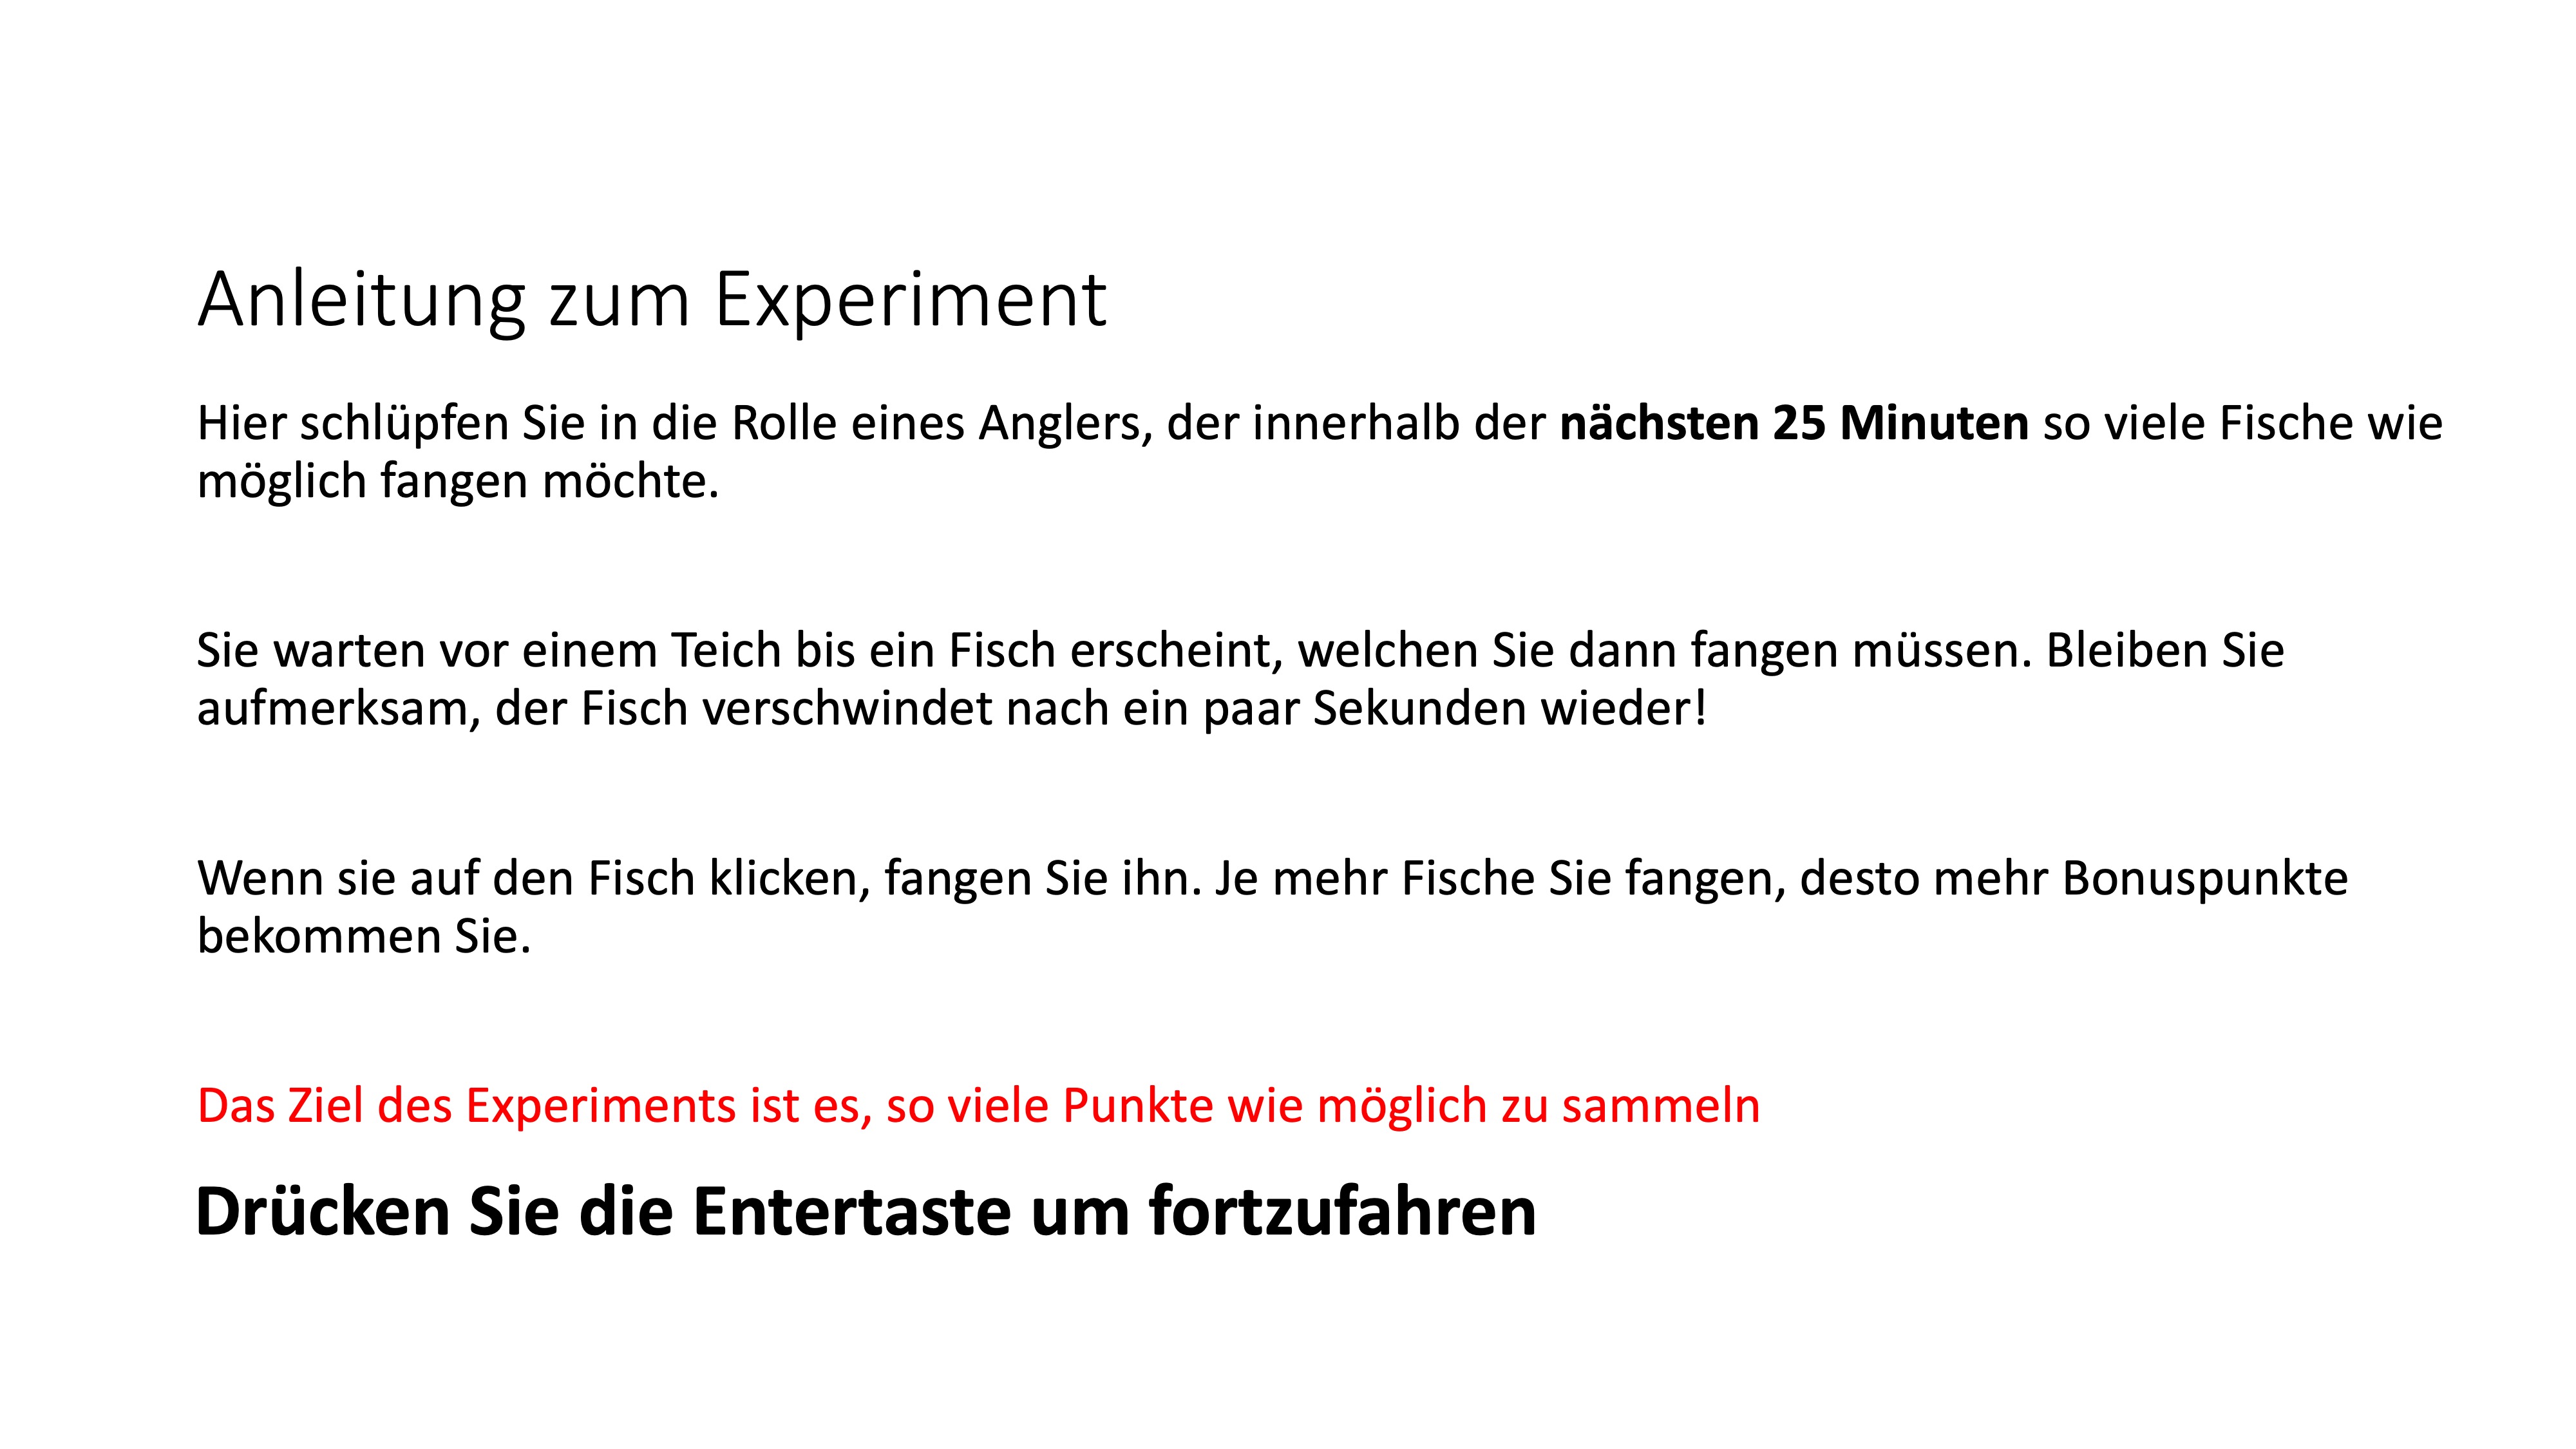 Anleitung zum Experiment
Hier schlüpfen Sie in die Rolle eines Anglers, der innerhalb der nächsten 25 Minuten so viele Fische wie
möglich fangen möchte.
Sie warten vor einem Teich bis ein Fisch erscheint, welchen Sie dann fangen müssen. Bleiben Sie
aufmerksam, der Fisch verschwindet nach ein paar Sekunden wieder!
Wenn sie auf den Fisch klicken, fangen Sie ihn. Je mehr Fische Sie fangen, desto mehr Bonuspunkte
bekommen Sie.
Das Ziel des Experiments ist es, so viele Punkte wie möglich zu sammeln
Drücken Sie die Entertaste um fortzufahren